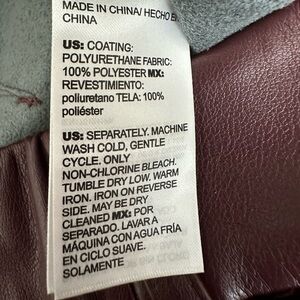 MADE IN CHINA/ HECHO E
CHINA
US: COATING:
POLYURETHANE FABRIC:
100% POLYESTER MX:
REVESTIMIENTO:
poliuretano TELA: 100%
poliéster
US: SEPARATELY. MACHINE
WASH COLD, GENTLE
CYCLE. ONLY
NON-CHLORINE BLEACH.
TUMBLE DRY LOW. WARM
IRON. IRON ON REVERSE
SIDE. MAY BE DRY
CLEANED MX: POR
SEPARADO. LAVAR A
MÁQUINA CON AGUA FRÍA
EN CICLO SUAVE.
SOLAMENTE